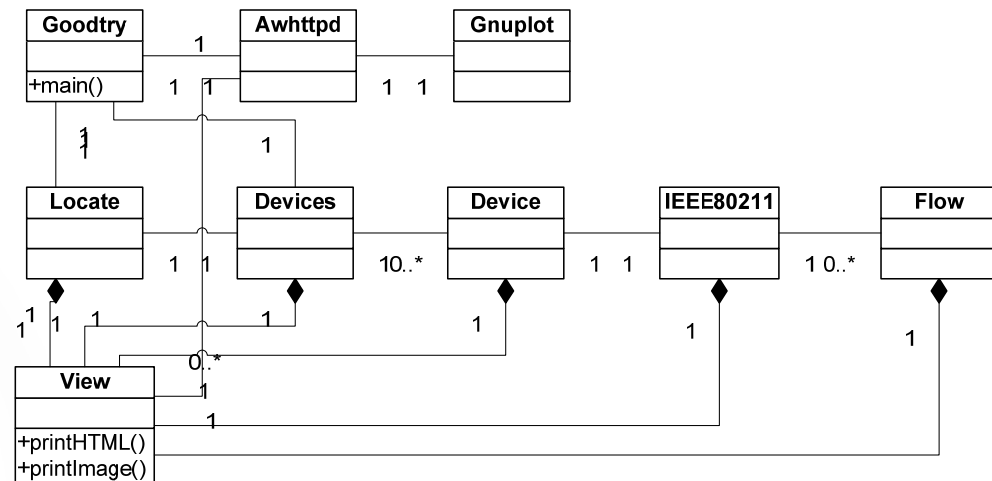 Goodtry Awhttpd Gnuplot
1
+main() 1 1 1 1
1
1
1
1
Locate Devices Device IEEE80211 Flow
1 1 10..* 1 1 1 0..*
1 1 1 1 1 1 1
1
0..*
View
1
1
+printHTML()
+printImage()